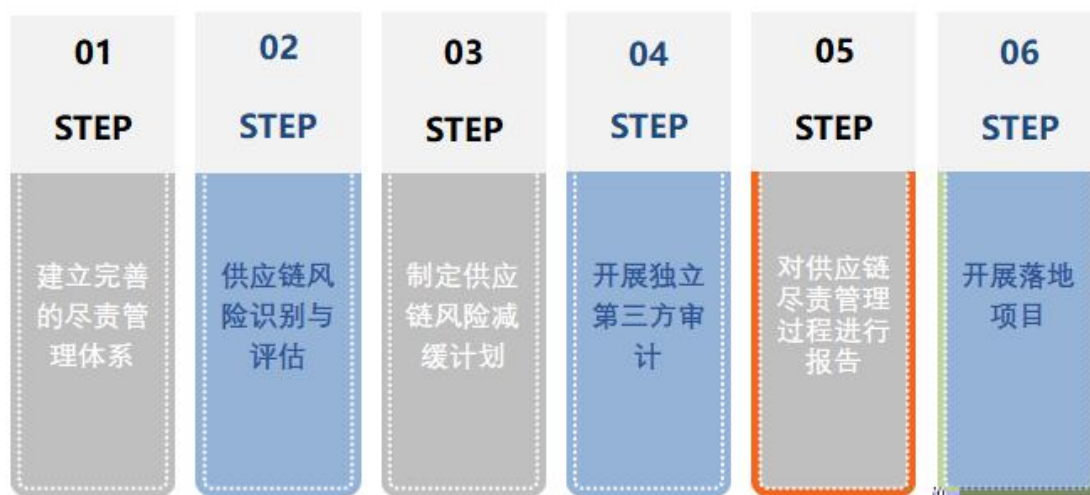 01
STEP
建立完善
的尽责管
理体系
02
STEP
供应链风
险识别与
评估
03
STEP
制定供应
链风险减
缓计划
04
STEP
开展独立
第三方审
计
05
STEP
对供应链
尽责管理
过程进行
报告
06
STEP
开展落地
项目